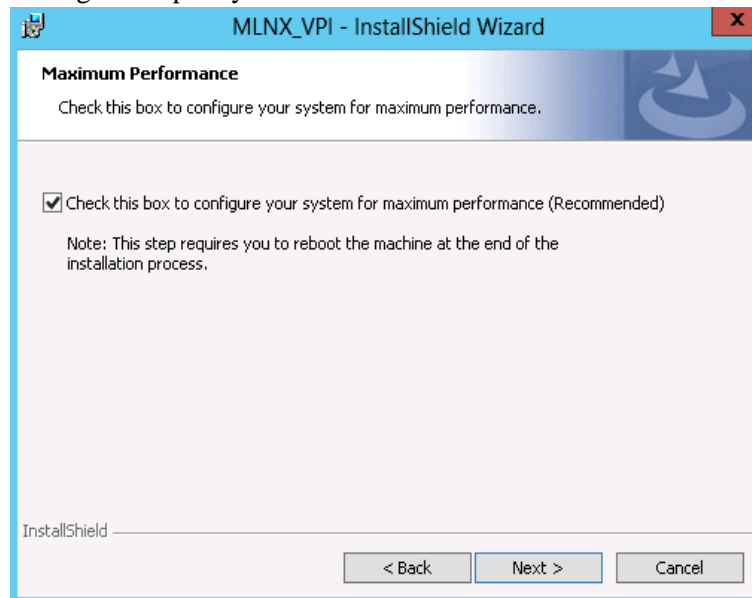 MLNX_VPI - InstallShield Wizard
x
Maximum Performance
Check this box to configure your system for maximum performance.
Check this box to configure your system for maximum performance (Recommended)
Note: This step requires you to reboot the machine at the end of the
installation process.
InstallShield
< Back Next > Cancel